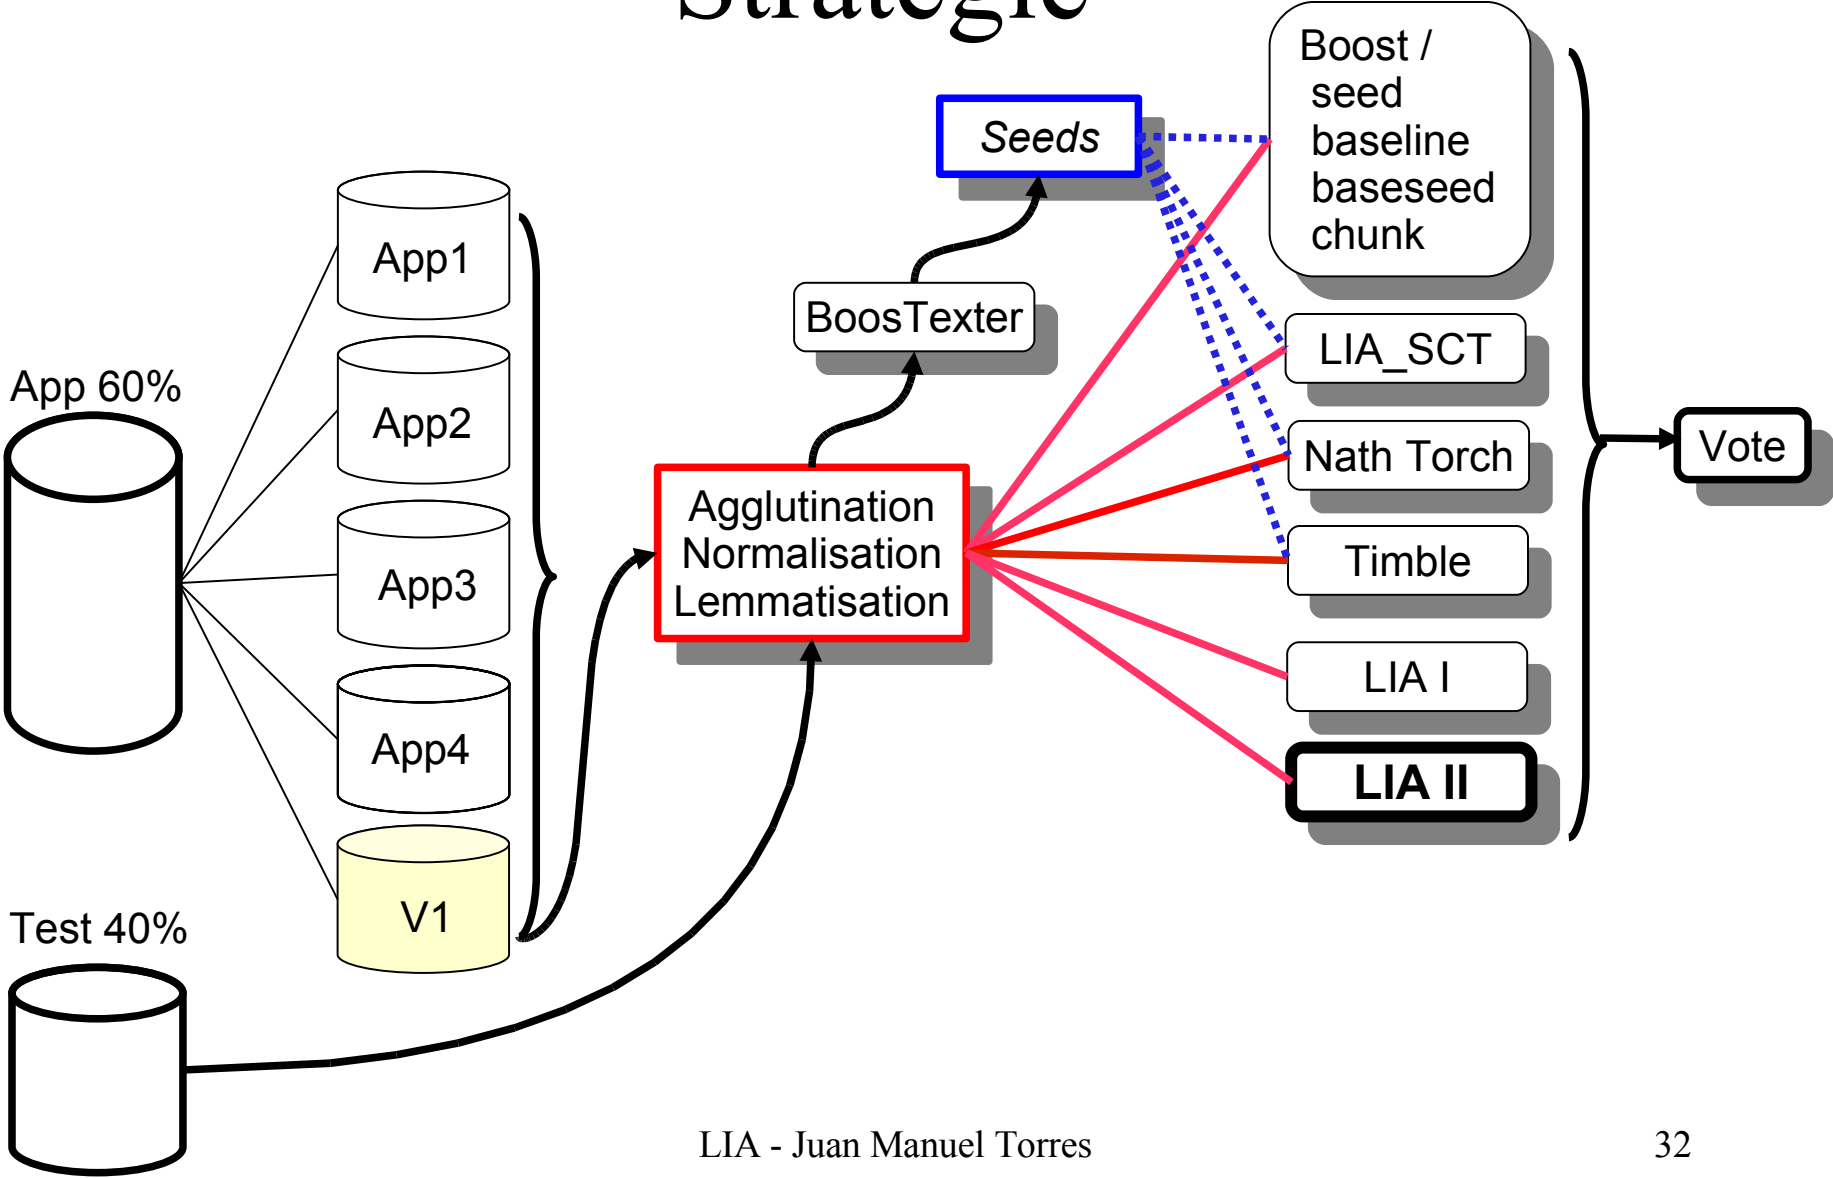 Stratégie
Boost /
seed
baseline
baseseed
chunk
Seeds
App1
BoosTexter
LIA_SCT
App 60%
App2
Nath Torch
Vote
Agglutination
Normalisation
Lemmatisation
App3
Timble
LIA I
App4
LIA II
V1
Test 40%
LIA - Juan Manuel Torres
32